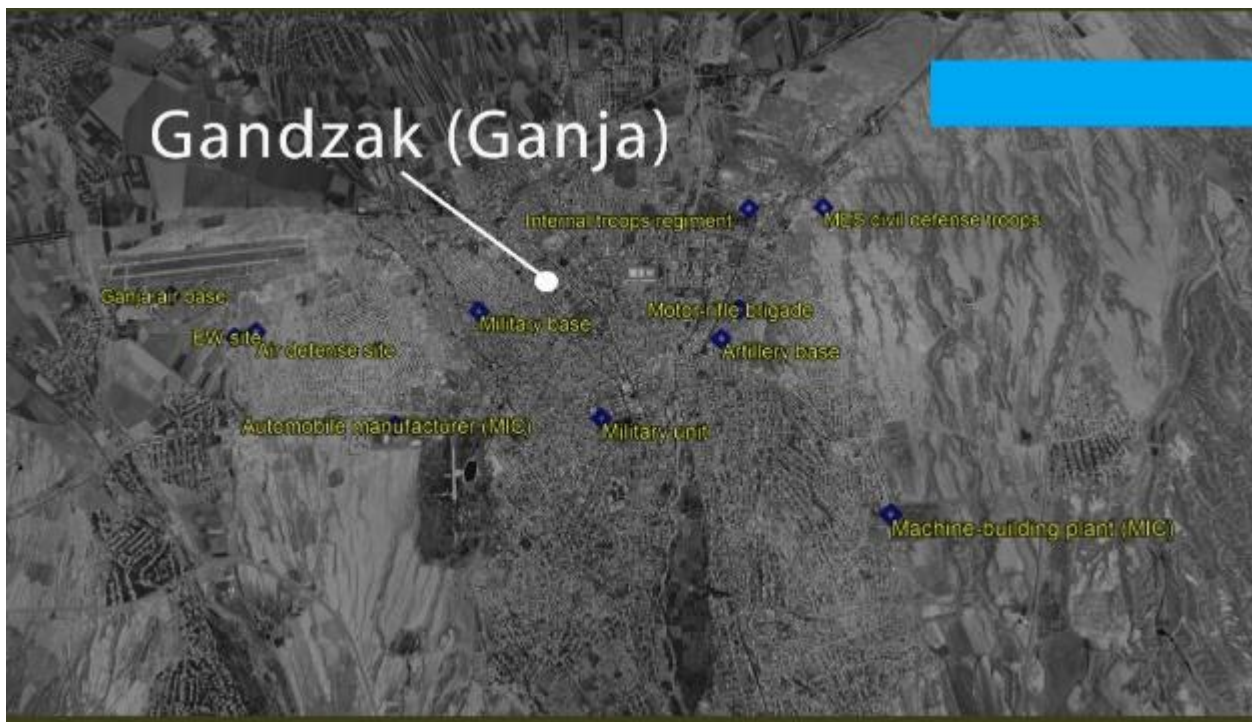 Gandzak (Ganja)
Internal troops regiment
MES civil defense troops
Ganja air base
Military base
Motor-rifle brigade
EW site
Air defense site
Artillery base
Automobile manufacturer (MIC)
Military unit
Machine-building plant (MIC)